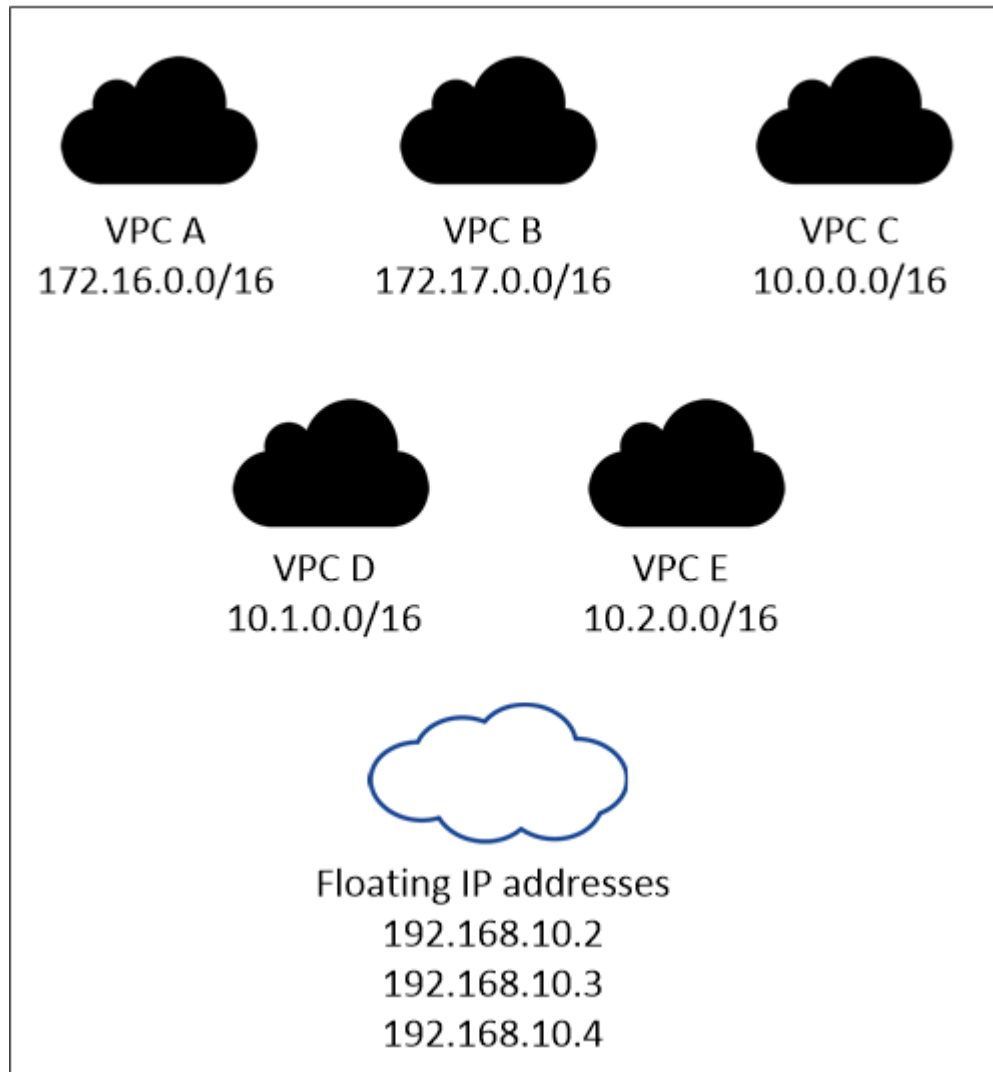 VPC A
VPC B
VPC C
172.16.0.0/16
172.17.0.0/16
10.0.0.0/16
VPC D
VPC E
10.1.0.0/16
10.2.0.0/16
Floating IP addresses
192.168.10.2
192.168.10.3
192.168.10.4